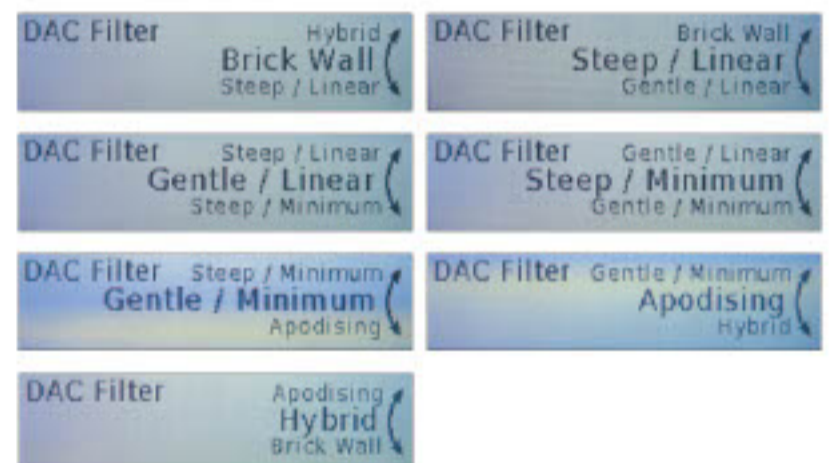 DAC Filter Hybrid
Brick Wall
Steep / Linear
DAC Filter Brick Wall
Steep / Linear
Gentle / Linear
DAC Filter Steep / Linear
Gentle / Linear
Steep / Minimum
DAC Filter Gentle / Linear
Steep / Minimum
Gentle / Minimum
DAC Filter Steep / Minimum
Gentle / Minimum
Apodising
DAC Filter Gentle / Minimum
Apodising
Hybrid
DAC Filter Apodising
Hybrid
Brick Wall